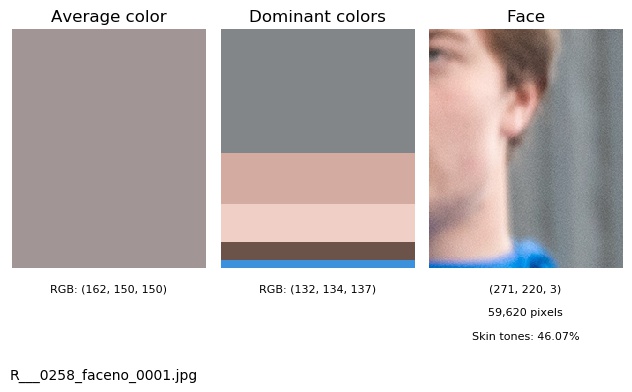 Average color
Dominant colors
Face
RGB: (162, 150, 150)
RGB: (132, 134, 137)
(271, 220, 3)
59,620 pixels
Skin tones: 46.07%
R___0258_faceno_0001.jpg